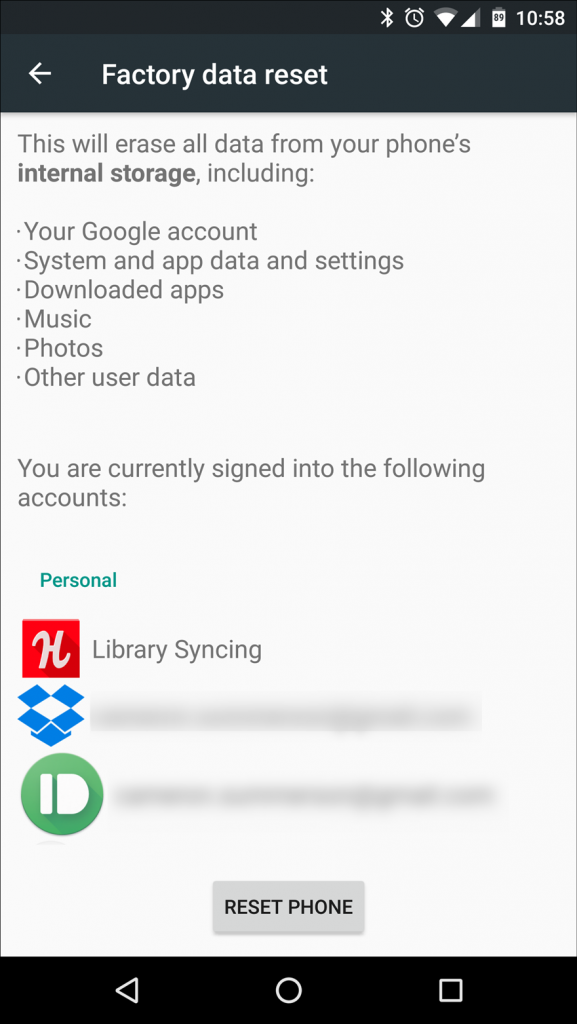 89 10:58
Factory data reset
This will erase all data from your phone’s
internal storage, including:
·Your Google account
·System and app data and settings
·Downloaded apps
·Music
·Photos
·Other user data
You are currently signed into the following
accounts:
Personal
H Library Syncing
RESET PHONE